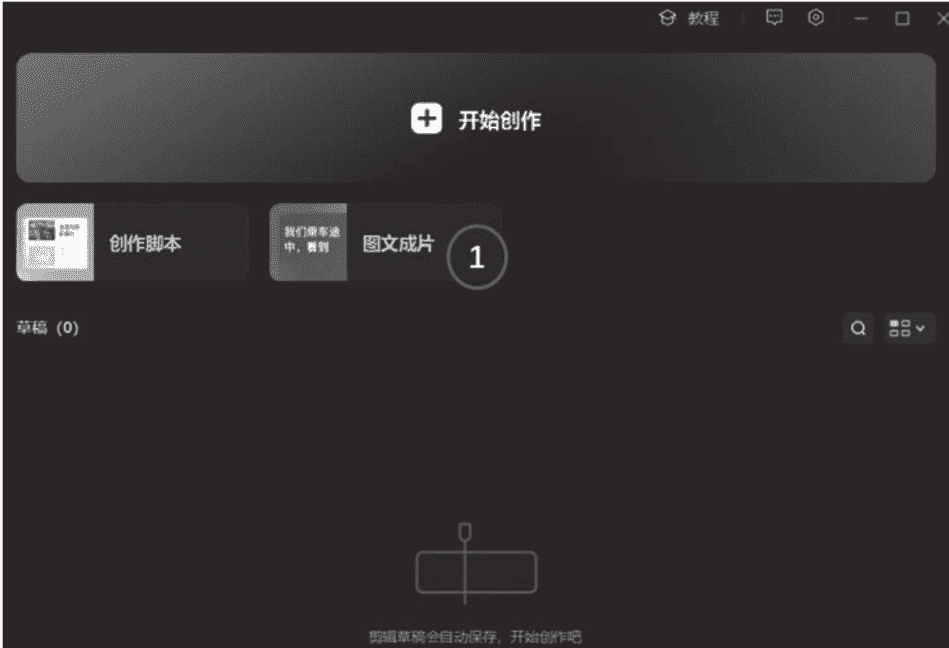 教程
开始创作
创作脚本
我们乘车途
中，看到
图文成片
1
草稿 (0)
剪辑草稿会自动保存，开始创作吧